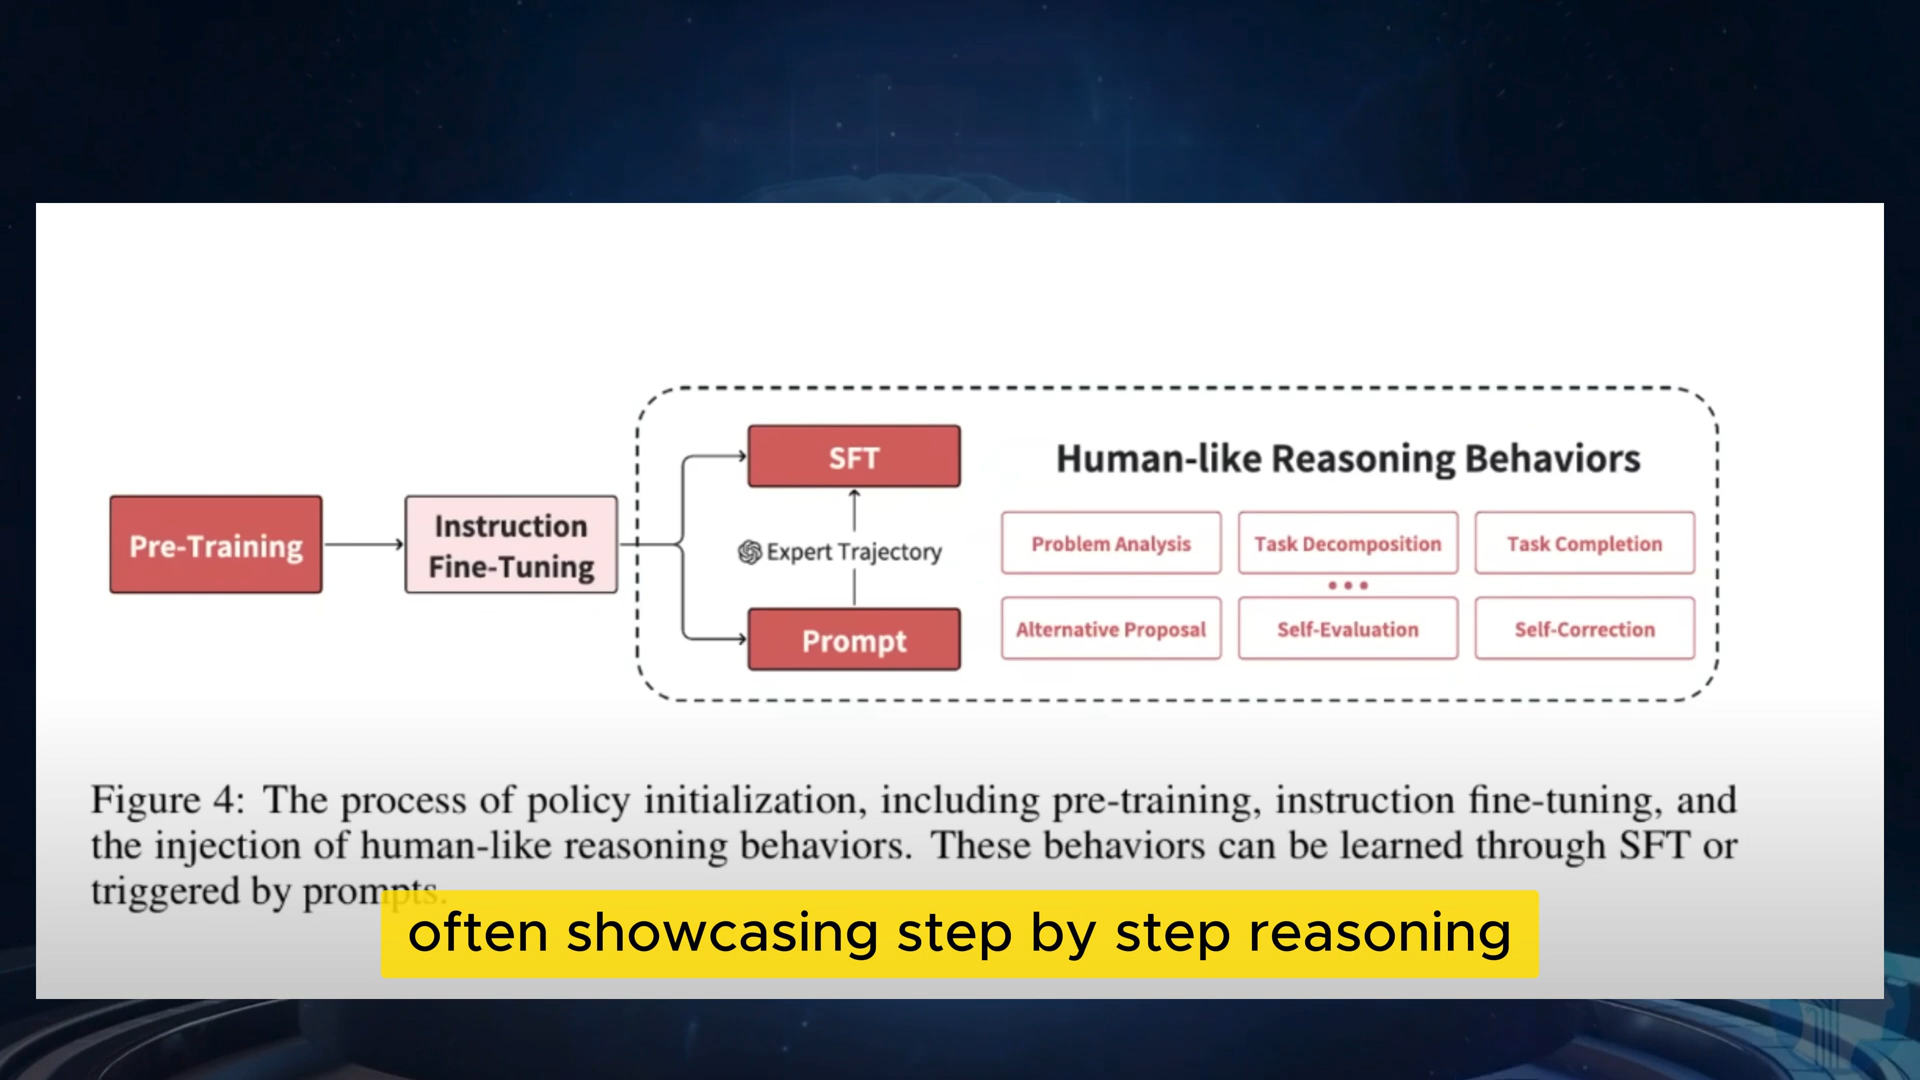 Pre-Training
Instruction
Fine-Tuning
SFT
Expert Trajectory
Prompt
Human-like Reasoning Behaviors
Problem Analysis
Task Decomposition
Task Completion
Alternative Proposal
Self-Evaluation
Self-Correction
Figure 4: The process of policy initialization, including pre-training, instruction fine-tuning, and
the injection of human-like reasoning behaviors. These behaviors can be learned through SFT or
triggered by prompts.
often showcasing step by step reasoning